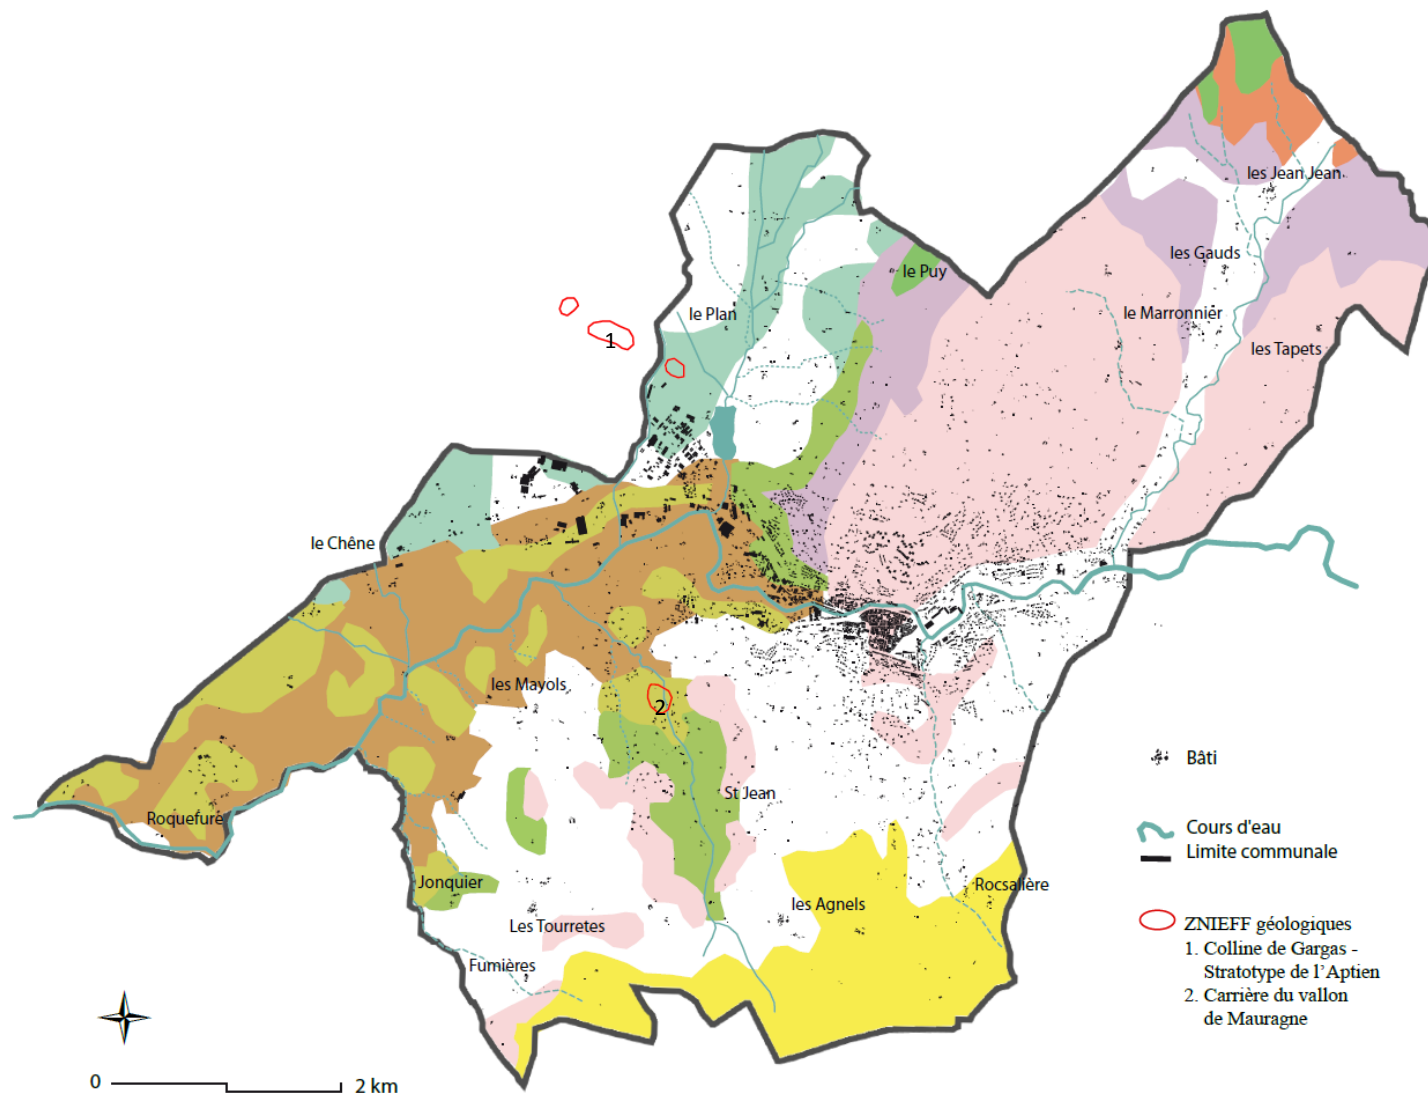 les Jean Jean
les Gauds
le Puy
le Plan
le Marronnier
1
les Tapets
le Chêne
les Mayols
2
Bâti
St Jean
Roquefure
Cours d'eau
Limite communale
Jonquier
Rocsalière
les Agnels
Les Tourretes
ZNIEFF géologiques
1. Colline de Gargas -
Stratotype de l'Aptien
2. Carrière du vallon
de Mauragne
Fumières
0
2 km